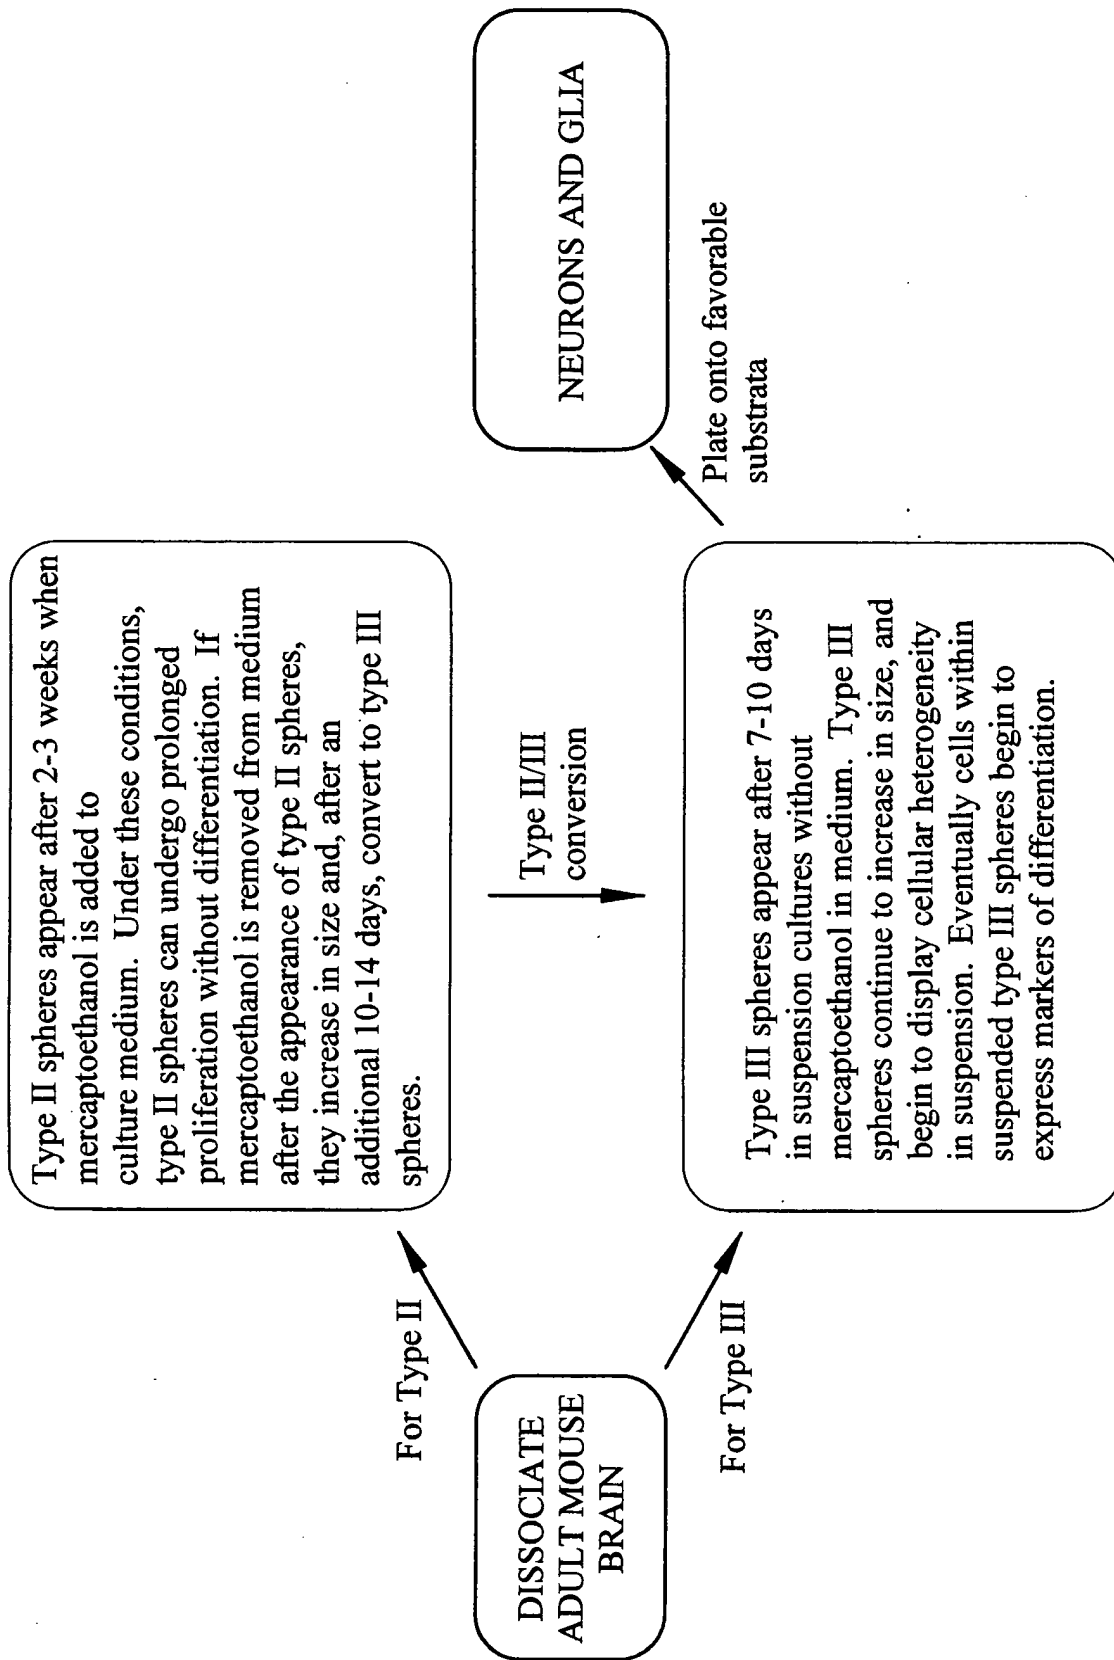 DISSOCIATE
ADULT MOUSE
BRAIN
For Type II
For Type III
Type II spheres appear after 2-3 weeks when
mercaptoethanol is added to
culture medium.  Under these conditions,
type II spheres can undergo prolonged
proliferation without differentiation.  If
mercaptoethanol is removed from medium
after the appearance of type II spheres,
they increase in size and, after an
additional 10-14 days, convert to type III
spheres.
Type II/III
conversion
Type III spheres appear after 7-10 days
in suspension cultures without
mercaptoethanol in medium.  Type III
spheres continue to increase in size, and
begin to display cellular heterogeneity
in suspension.  Eventually cells within
suspended type III spheres begin to
express markers of differentiation.
Plate onto favorable
substrata
NEURONS AND GLIA